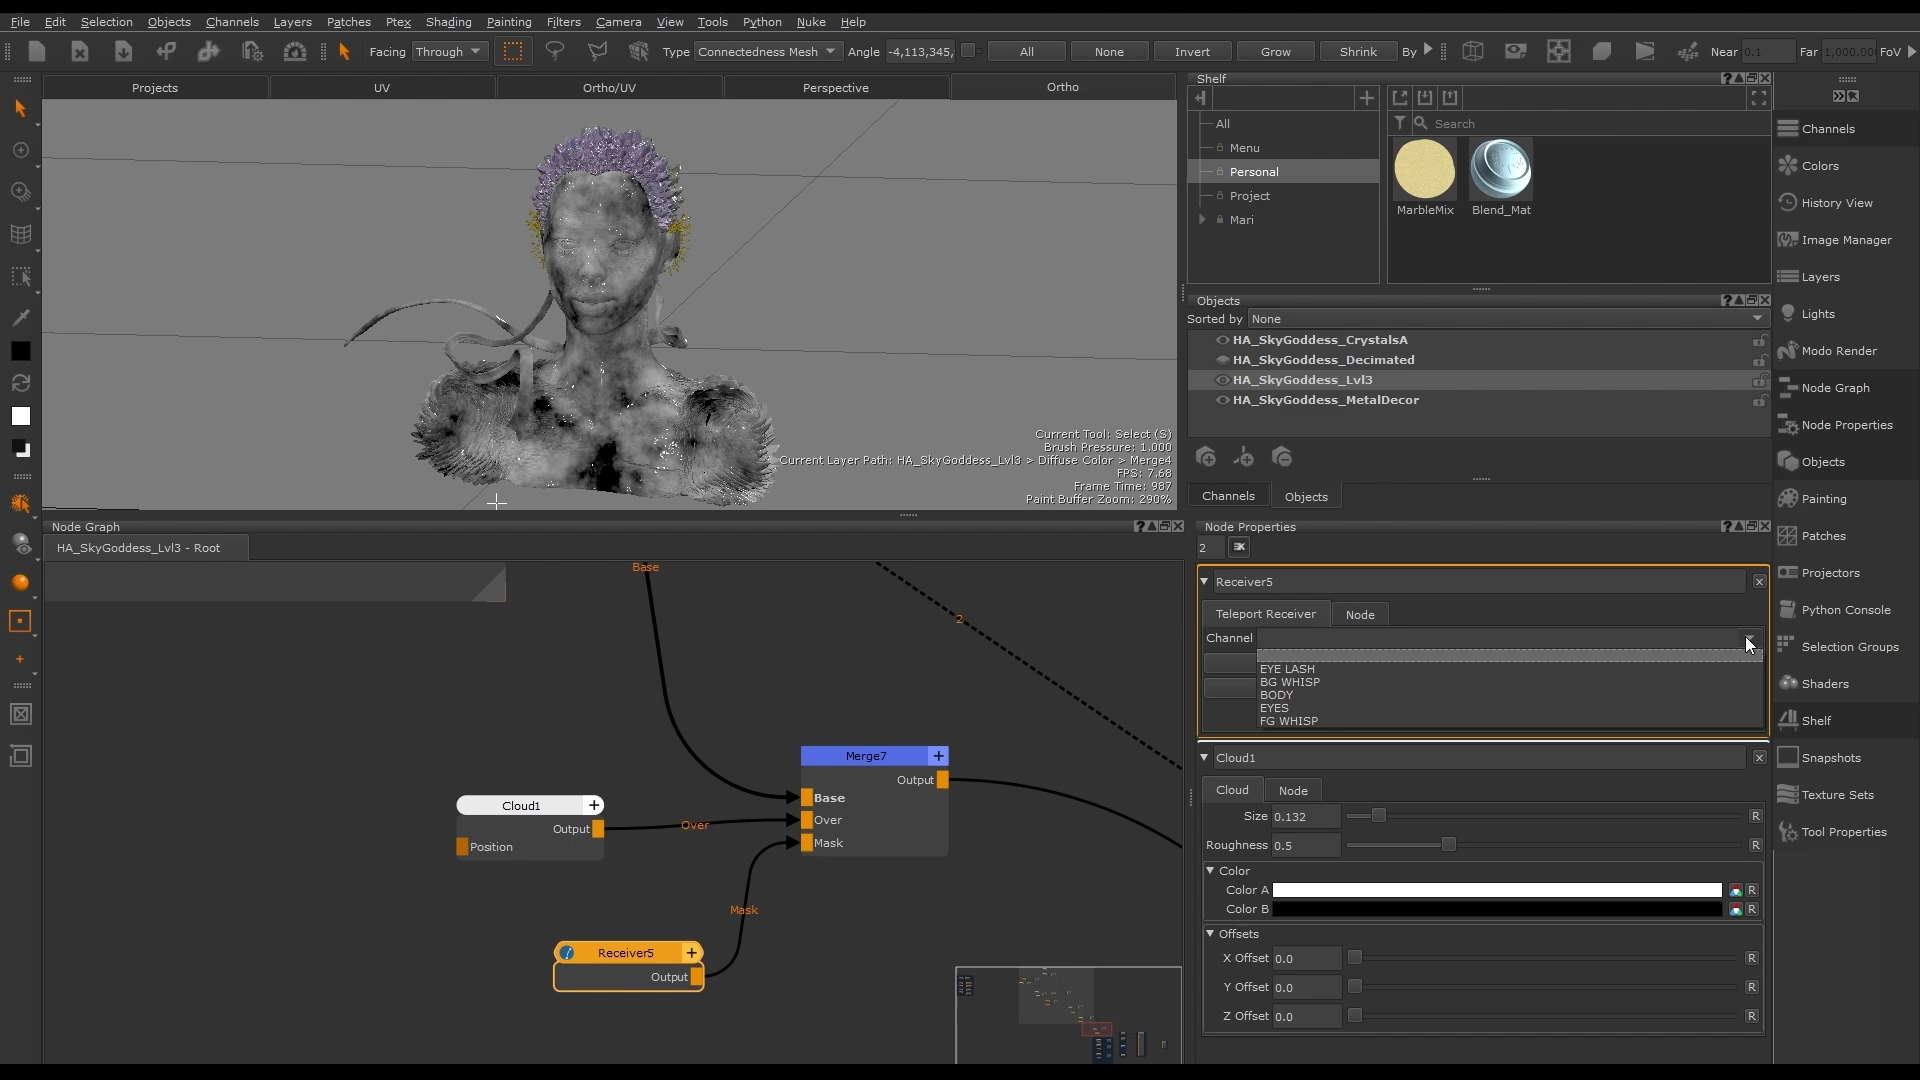 File Edit Selection Objects Channels Layers Patches Ptex Shading Painting Filters Camera View Tools Python Nuke Help
Facing Through Type Connectedness Mesh Angle -4,113,345, All None Invert Grow Shrink By Near 0.1 Far 1,000.000 FoV
Projects UV Ortho/UV Perspective Ortho
Current Tool: Select (S)
Brush Pressure: 1.000
Current Layer Path: HA_SkyGoddess_Lvl3 > Diffuse Color > Merge4
FPS: 7.68
Frame Time: 987
Paint Buffer Zoom: 290%
Shelf
All
Menu
Personal
Project
Mari
Search
MarbleMix Blend_Mat
Objects
Sorted by None
HA_SkyGoddess_CrystalsA
HA_SkyGoddess_Decimated
HA_SkyGoddess_Lvl3
HA_SkyGoddess_MetalDecor
Channels Objects
Node Graph
HA_SkyGoddess_Lvl3 - Root
Base
2
Merge7 +
Output
Base
Over
Mask
Cloud1 +
Output
Position
Over
Mask
Receiver5 +
Output
Node Properties
2
Receiver5
Teleport Receiver Node
Channel
EYE LASH
BG WHISP
BODY
EYES
FG WHISP
Cloud1
Cloud Node
Size 0.132 R
Roughness 0.5 R
Color
Color A R
Color B R
Offsets
X Offset 0.0 R
Y Offset 0.0 R
Z Offset 0.0 R
Channels
Colors
History View
Image Manager
Layers
Lights
Modo Render
Node Graph
Node Properties
Objects
Painting
Patches
Projectors
Python Console
Selection Groups
Shaders
Shelf
Snapshots
Texture Sets
Tool Properties